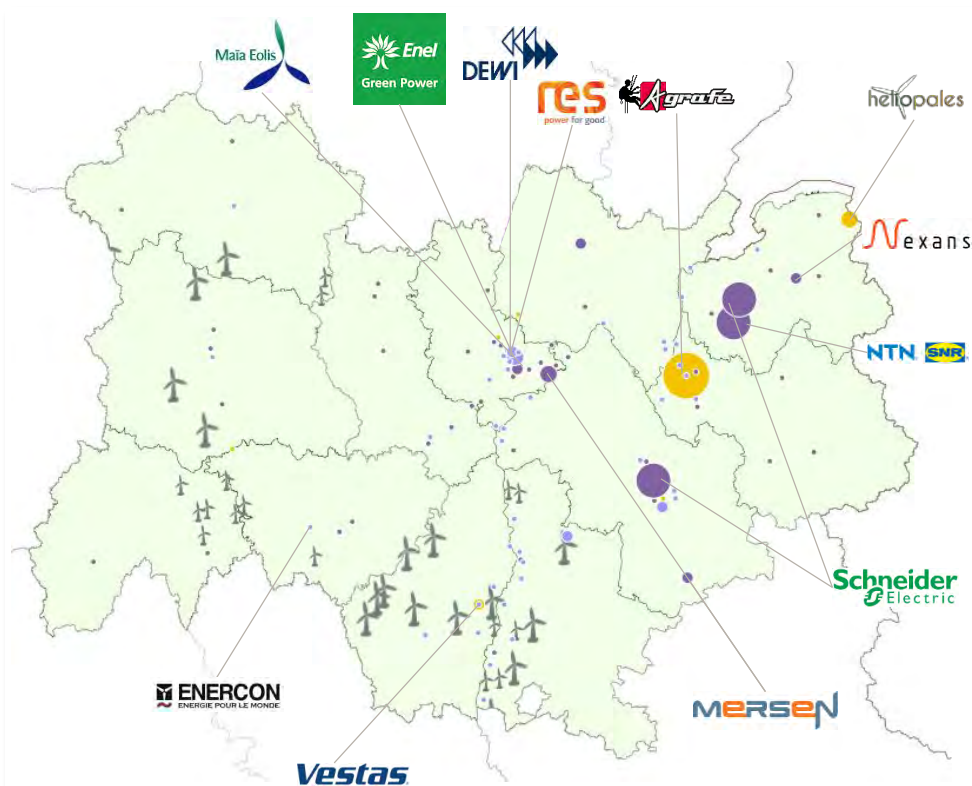 Maïa Eolis
Enel
Green Power
DEWI
res
power for good
Agrafe
heliopales
Nexans
NTN SNR
Schneider
Electric
ENERCON
ENERGIE POUR LE MONDE
MERSEN
Vestas